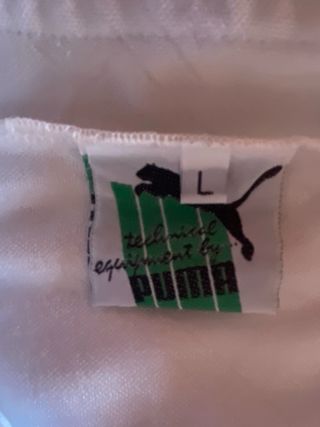 L
technical
equipment by...
PUMA